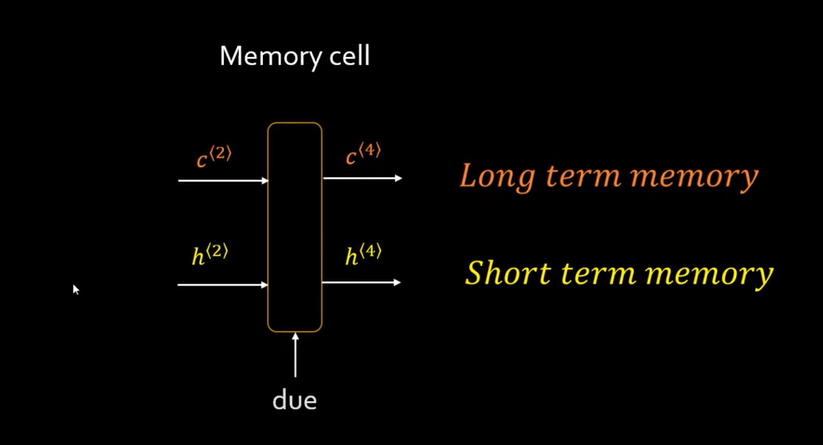 Memory cell
c⟨2⟩ c⟨4⟩ Long term memory
h⟨2⟩ h⟨4⟩ Short term memory
due